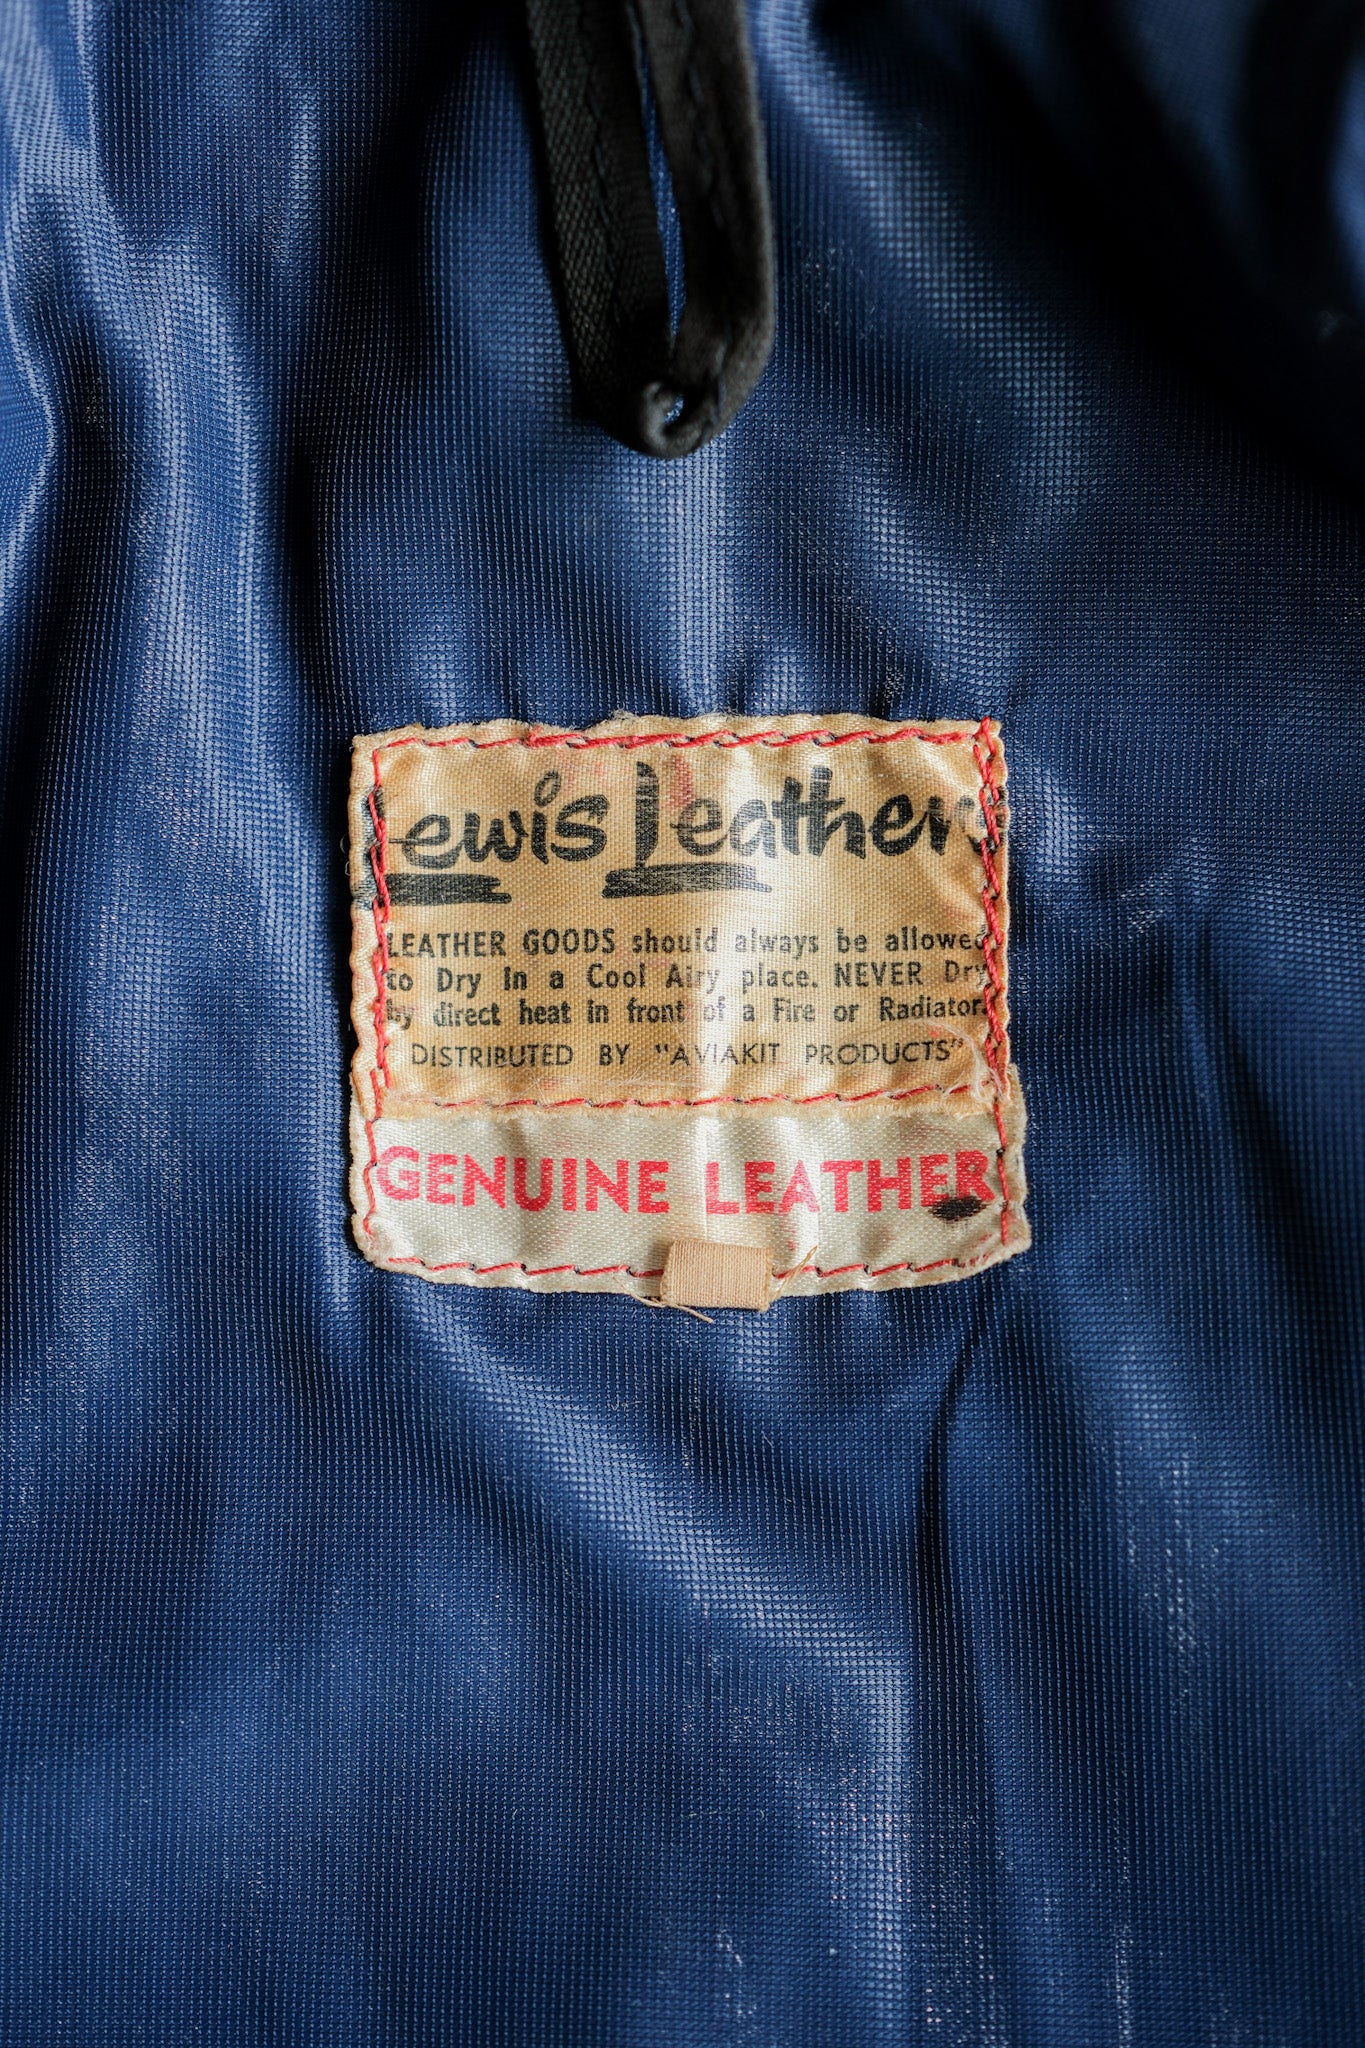 Lewis Leathers
LEATHER GOODS should always be allowed
to Dry in a Cool Airy place. NEVER Dry
by direct heat in front of a Fire or Radiator.
DISTRIBUTED BY "AVIAKIT PRODUCTS"
GENUINE LEATHER